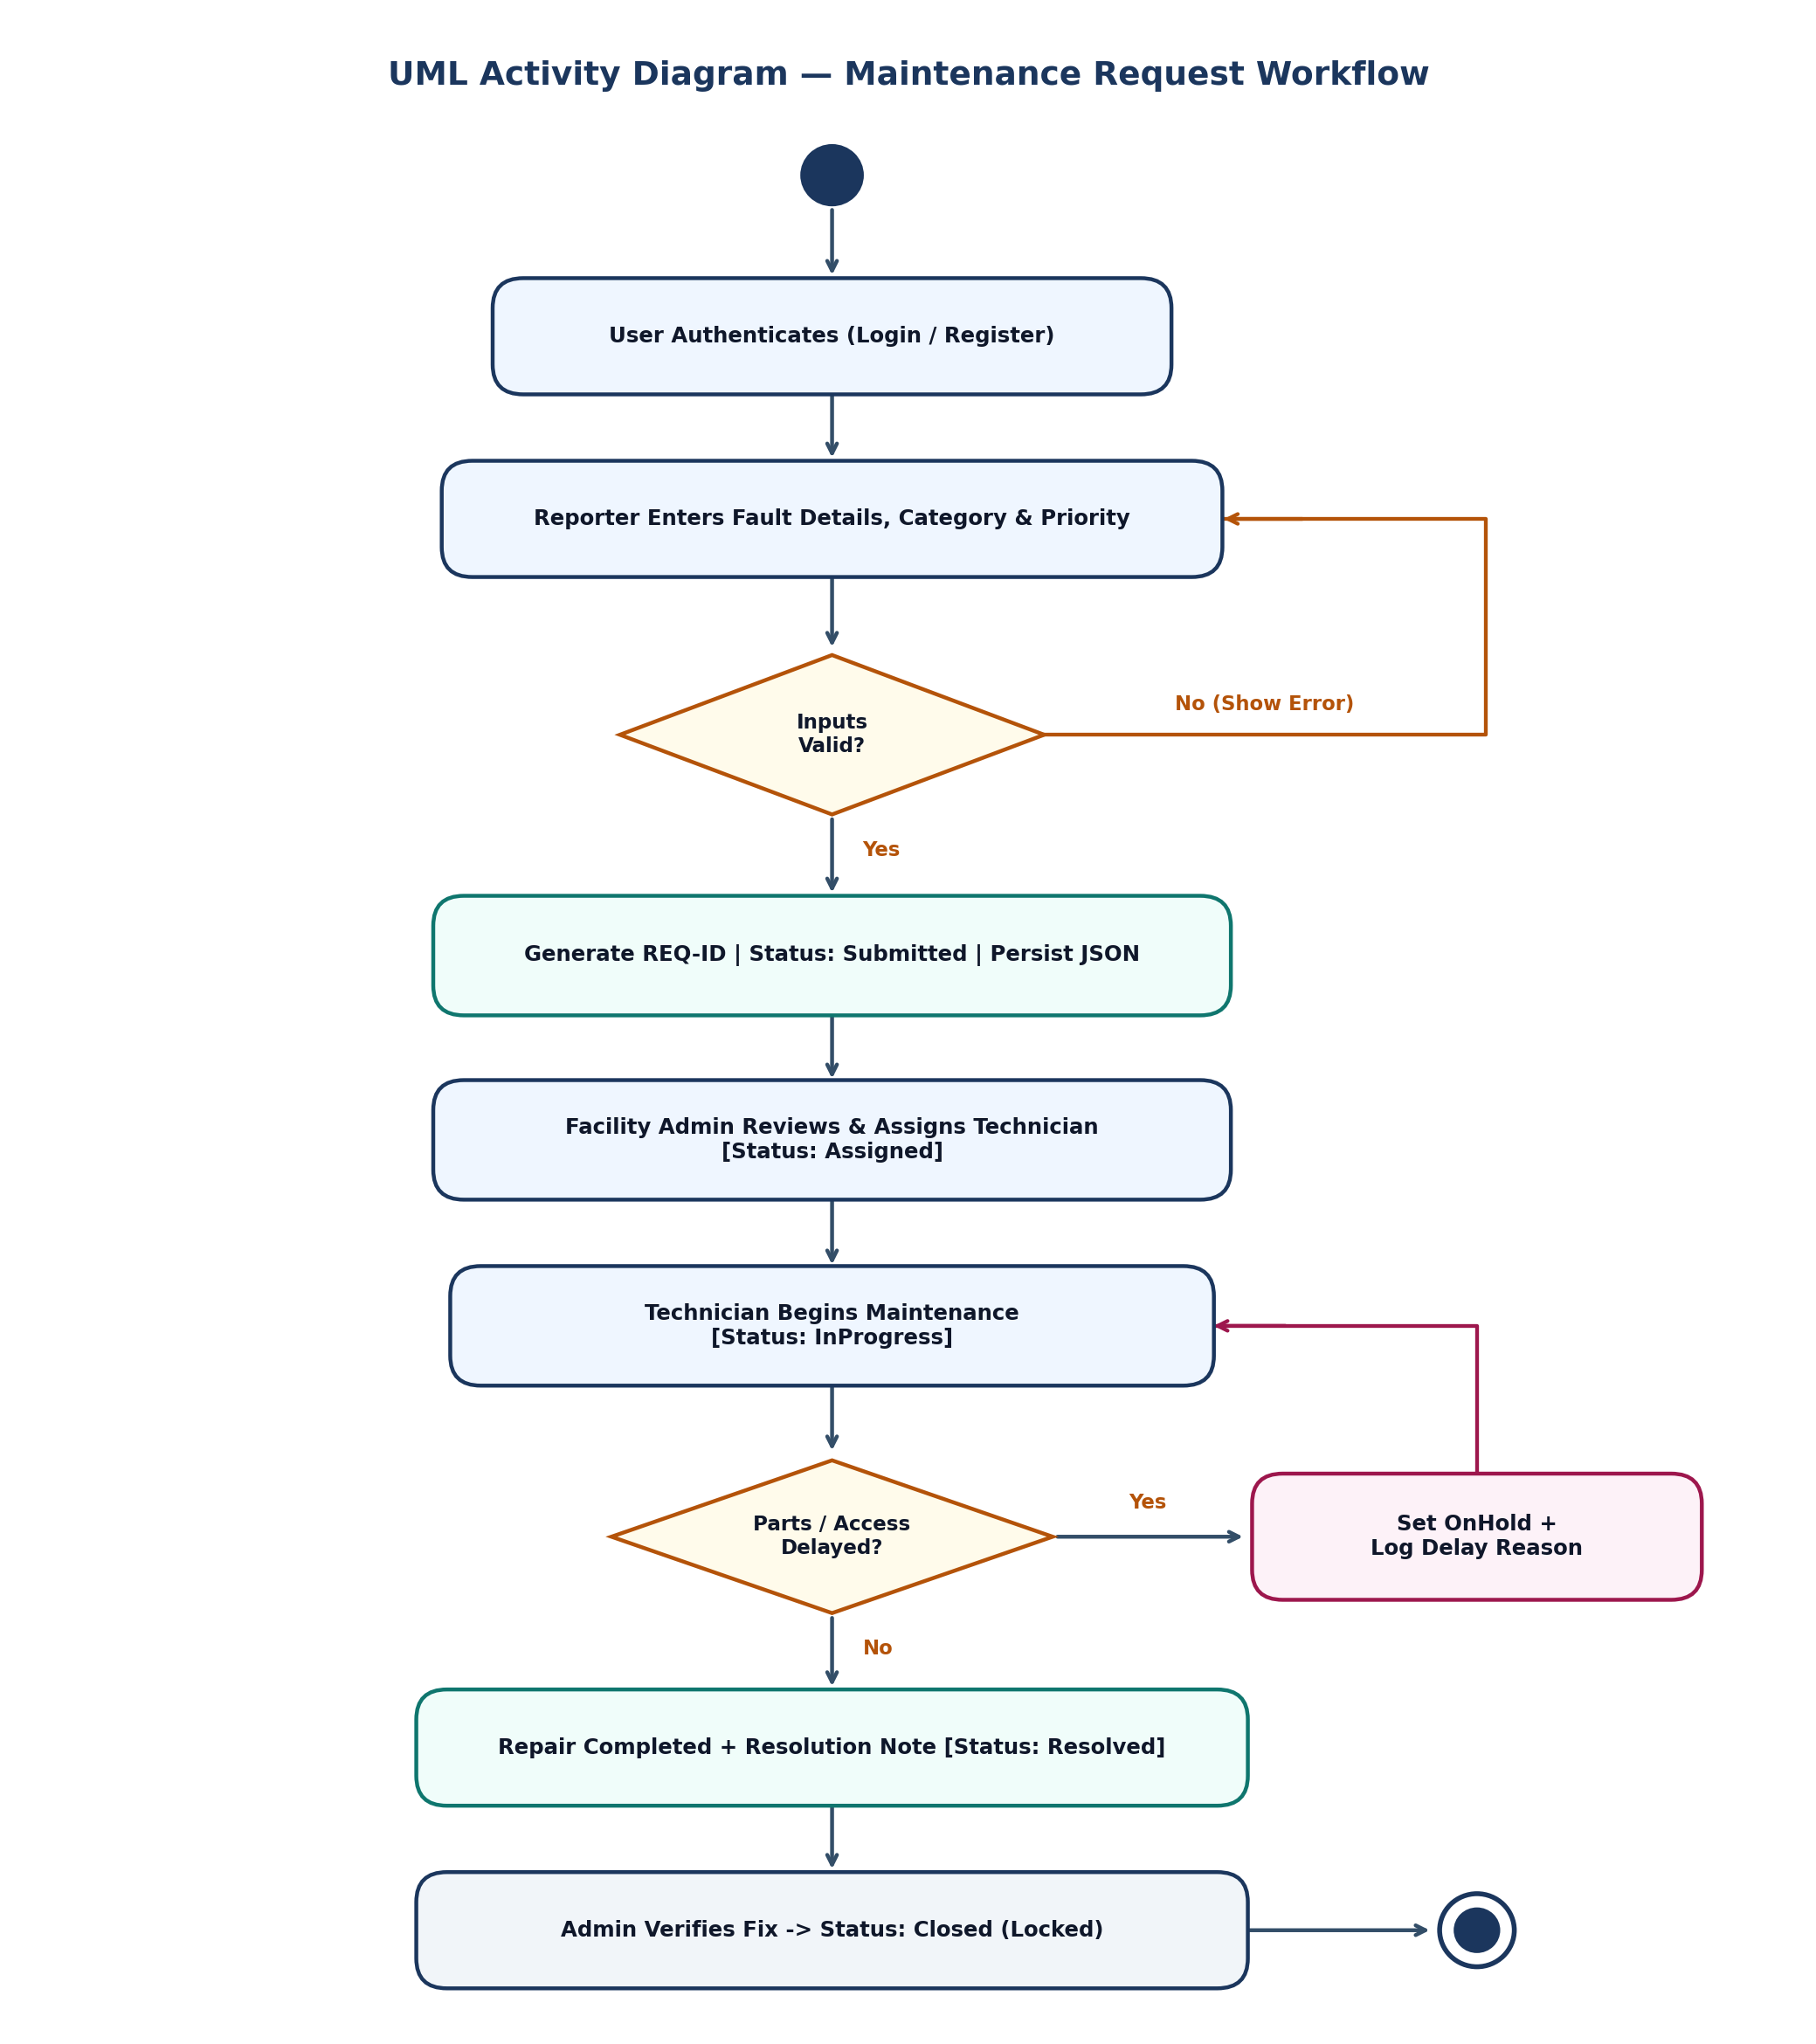 UML Activity Diagram — Maintenance Request Workflow
User Authenticates (Login / Register)
Reporter Enters Fault Details, Category & Priority
Inputs
Valid?
No (Show Error)
Yes
Generate REQ-ID | Status: Submitted | Persist JSON
Facility Admin Reviews & Assigns Technician
[Status: Assigned]
Technician Begins Maintenance
[Status: InProgress]
Parts / Access
Delayed?
Yes
Set OnHold +
Log Delay Reason
No
Repair Completed + Resolution Note [Status: Resolved]
Admin Verifies Fix -> Status: Closed (Locked)